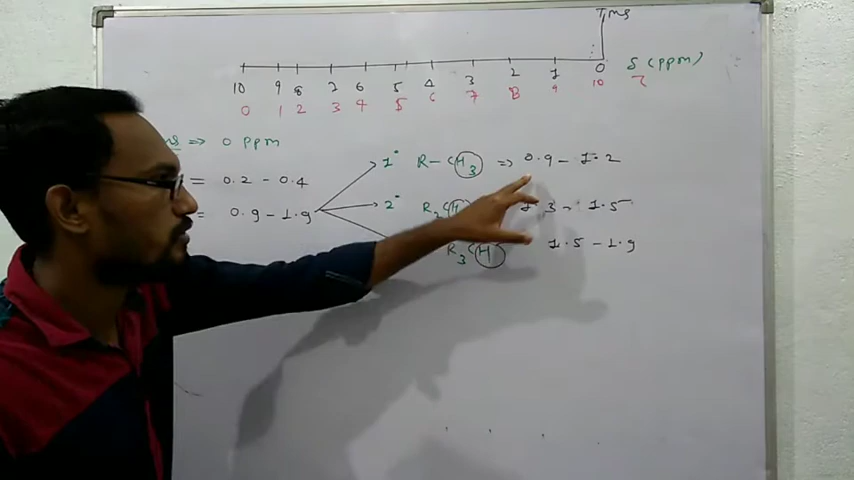 TMS
δ (ppm)
10 9 8 7 6 5 4 3 2 1 0
0 1 2 3 4 5 6 7 8 9 10 τ
ms ⇒ 0 ppm
1° R-CH3 ⇒ 0.9 - 1.2
= 0.2 - 0.4
2° R2CH 1.3 - 1.5
= 0.9 - 1.9
R3CH 1.5 - 1.9